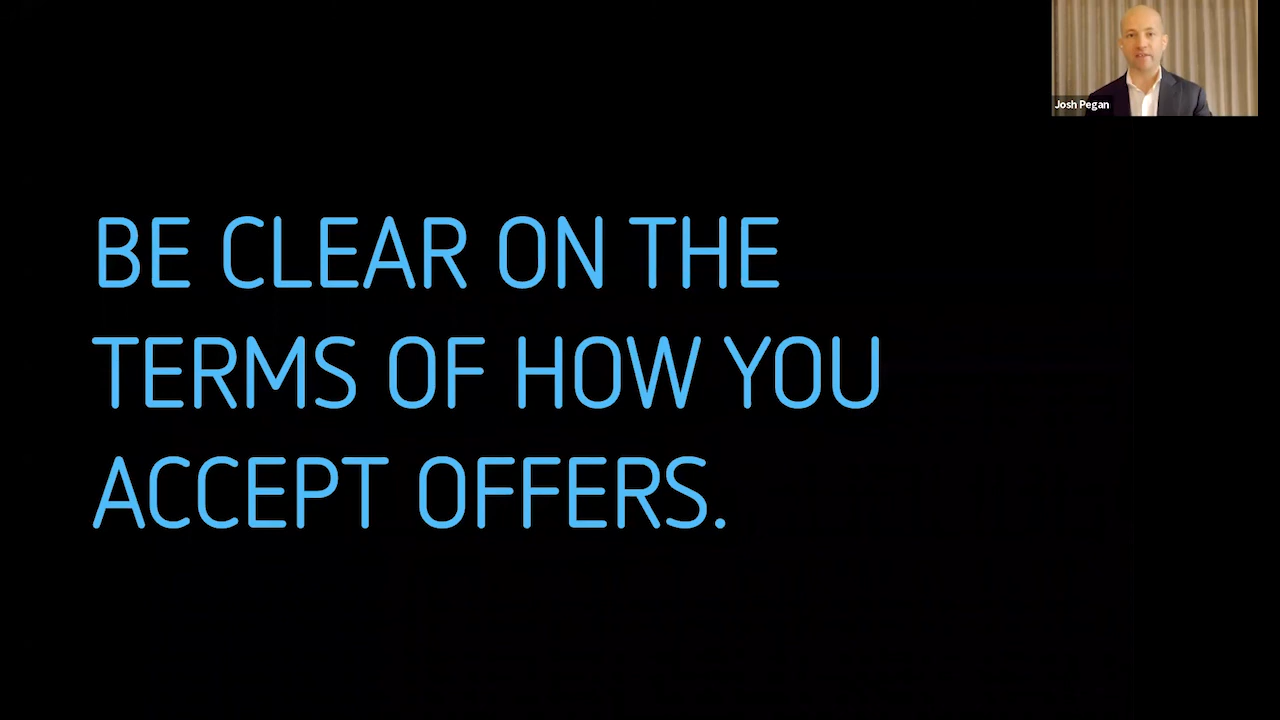 Josh Pegan
BE CLEAR ON THE
TERMS OF HOW YOU
ACCEPT OFFERS.